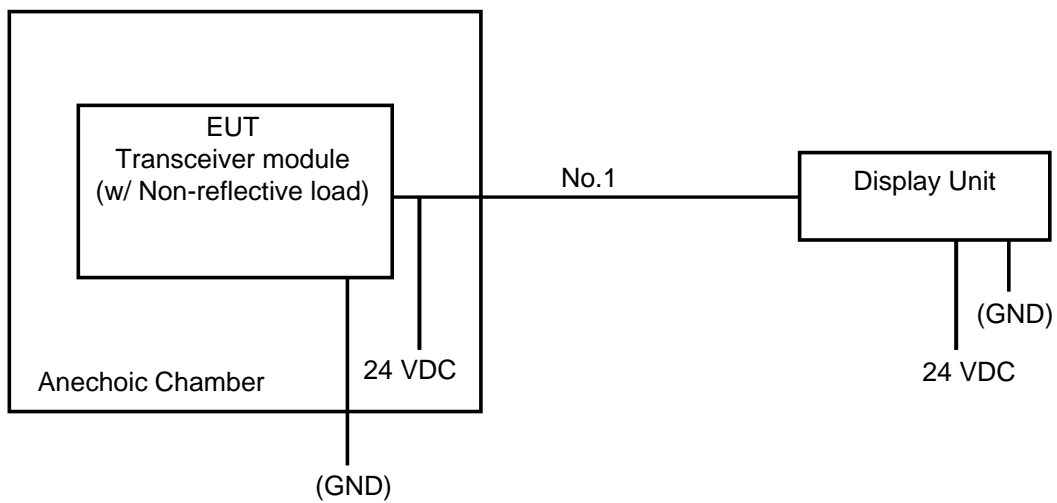 EUT
Transceiver module
(w/ Non-reflective load)
No.1
Display Unit
(GND)
24 VDC
24 VDC
Anechoic Chamber
(GND)